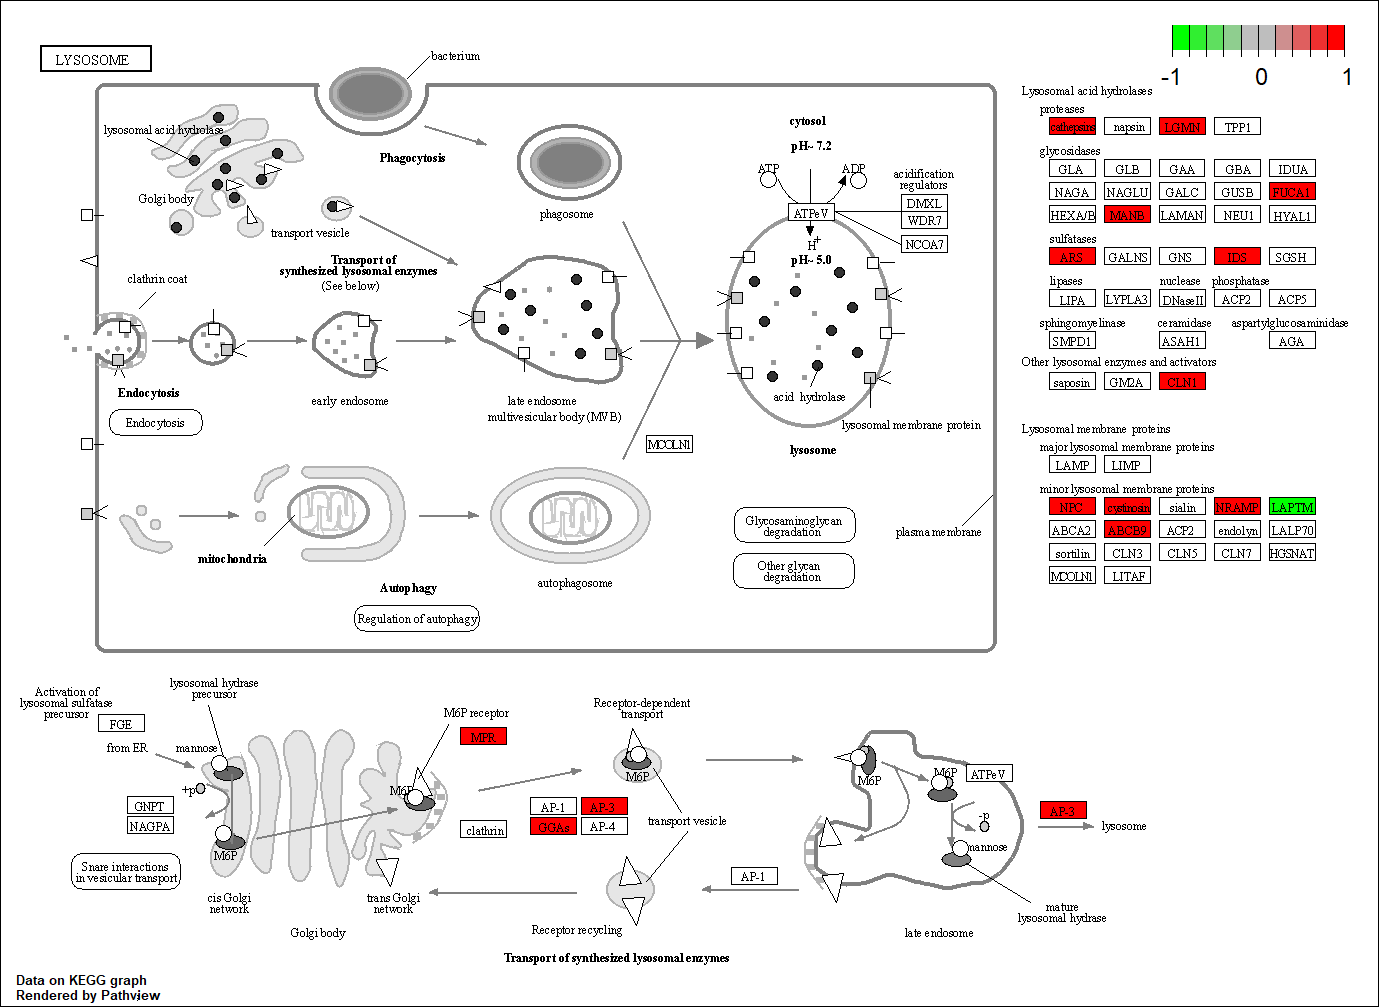 LYSOSOME
bacterium
-1
0
1
lysosomal acid hydrolase
Golgi body
Phagocytosis
phagosome
transport vesicle
Transport of
synthesized lysosomal enzymes
(See below)
clathrin coat
Endocytosis
Endocytosis
early endosome
late endosome
multivesicular body (MVB)
cytosol
pH~ 7.2
ATP
ADP
ATPeV
acidification
regulators
DMXL
WDR7
NCOA7
H+
pH~ 5.0
acid hydrolase
lysosomal membrane protein
lysosome
MCOLN1
mitochondria
Autophagy
Regulation of autophagy
autophagosome
Glycosaminoglycan
degradation
Other glycan
degradation
plasma membrane
Lysosomal acid hydrolases
proteases
cathepsins napsin LGMN TPP1
glycosidases
GLA GLB GAA GBA IDUA
NAGA NAGLU GALC GUSB FUCA1
HEXA/B MANB LAMAN NEU1 HYAL1
sulfatases
ARS GALNS GNS IDS SGSH
lipases nuclease phosphatase
LIPA LYPLA3 DNaseII ACP2 ACP5
sphingomyelinase ceramidase aspartylglucosaminidase
SMPD1 ASAH1 AGA
Other lysosomal enzymes and activators
saposin GM2A CLN1
Lysosomal membrane proteins
major lysosomal membrane proteins
LAMP LIMP
minor lysosomal membrane proteins
NPC cystinosin sialin NRAMP LAPTM
ABCA2 ABCB9 ACP2 endolyn LALP70
sortilin CLN3 CLN5 CLN7 HGSNAT
MCOLN1 LITAF
Activation of
lysosomal sulfatase
precursor
FGE
from ER
lysosomal hydrase
precursor
mannose
+p
GNPT
NAGPA
M6P
Snare interactions
in vesicular transport
cis Golgi
network
Golgi body
trans Golgi
network
M6P receptor
MPR
M6P
clathrin
AP-1 AP-3
GGAs AP-4
Receptor-dependent
transport
M6P
transport vesicle
Receptor recycling
AP-1
M6P
M6P
ATPeV
-p
mannose
AP-3
lysosome
mature
lysosomal hydrase
late endosome
Transport of synthesized lysosomal enzymes
Data on KEGG graph
Rendered by Pathview